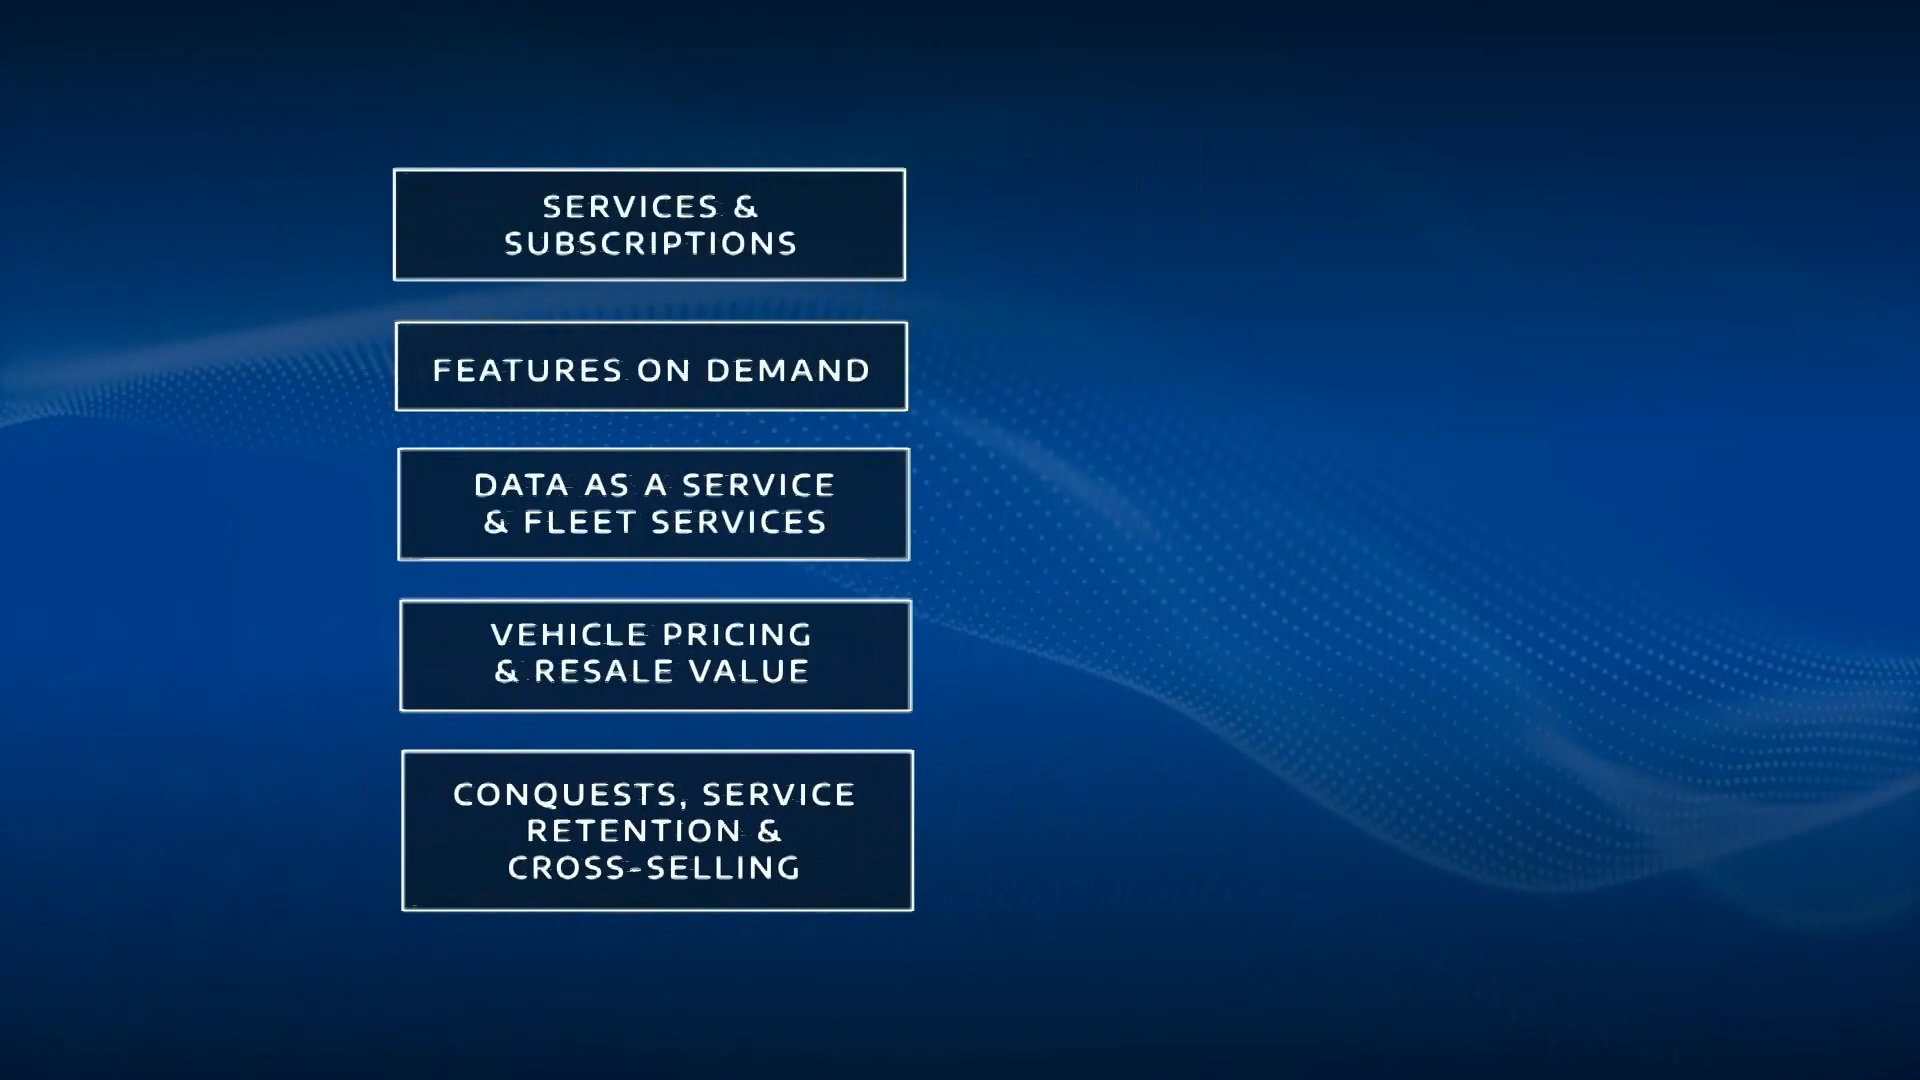 SERVICES &
SUBSCRIPTIONS
FEATURES ON DEMAND
DATA AS A SERVICE
& FLEET SERVICES
VEHICLE PRICING
& RESALE VALUE
CONQUESTS, SERVICE
RETENTION &
CROSS-SELLING